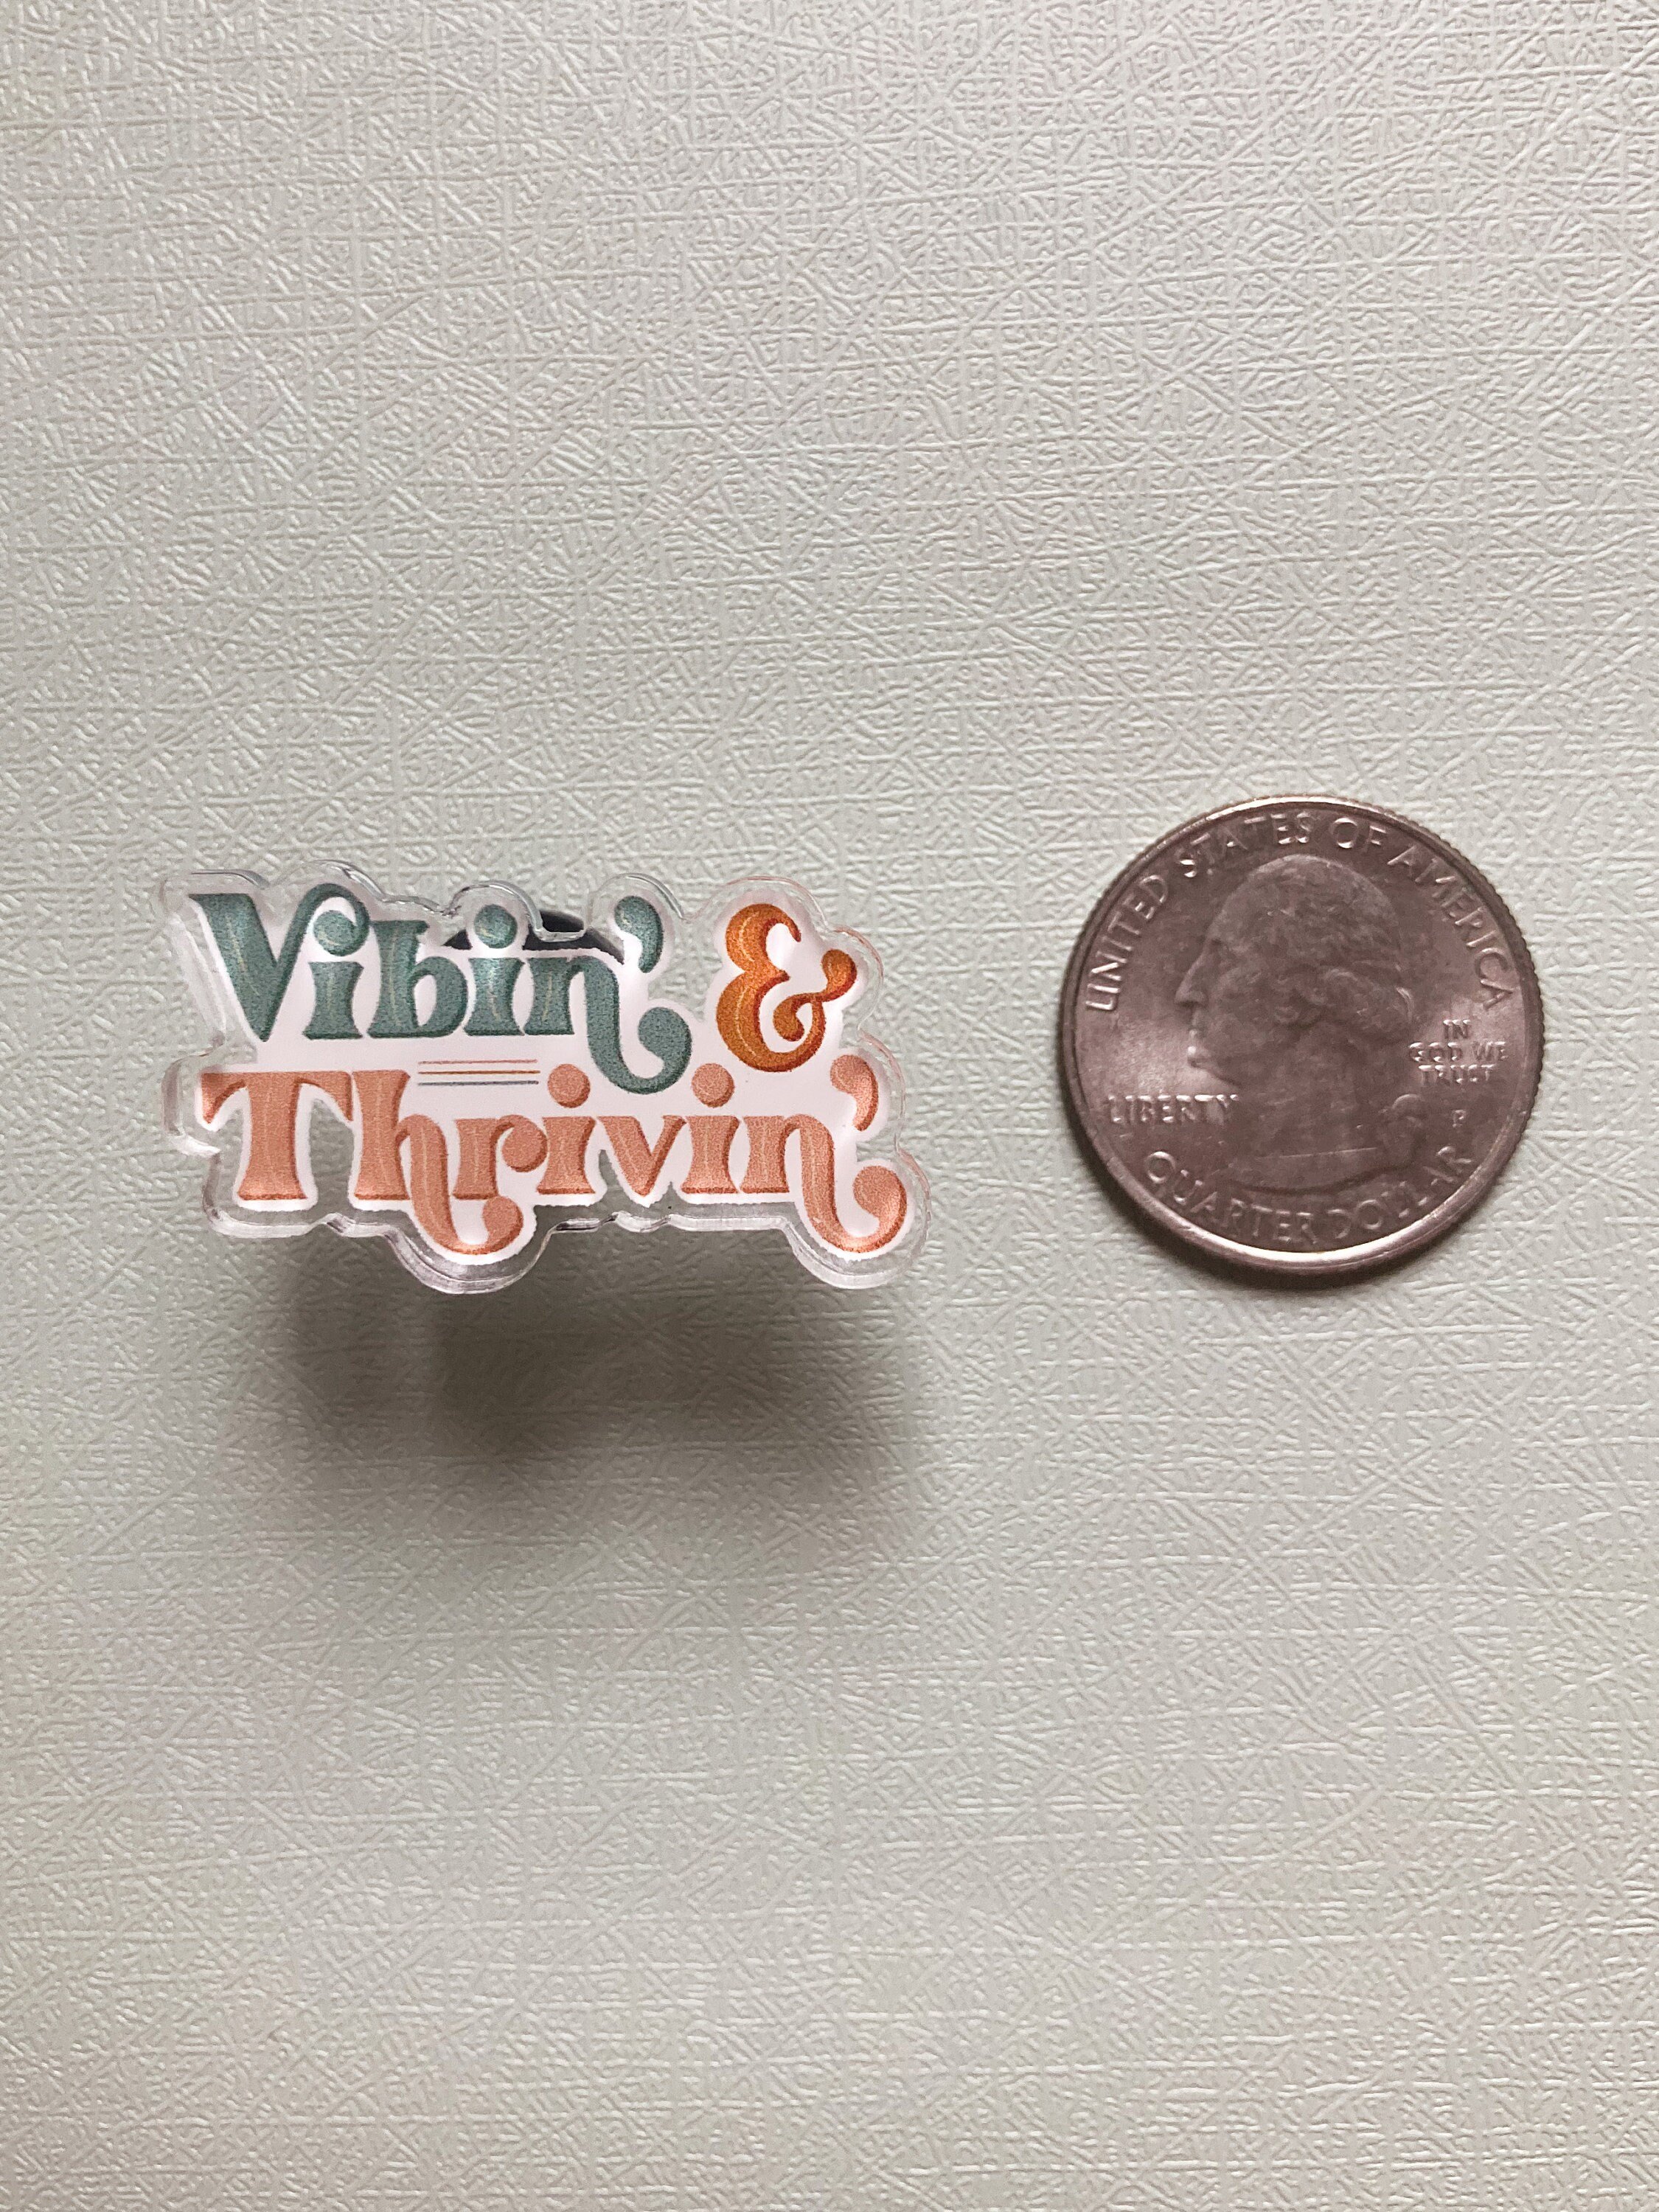 Vibin' &
Thrivin'
UNITED STATES OF AMERICA
LIBERTY
IN
GOD WE
TRUST
P
QUARTER DOLLAR